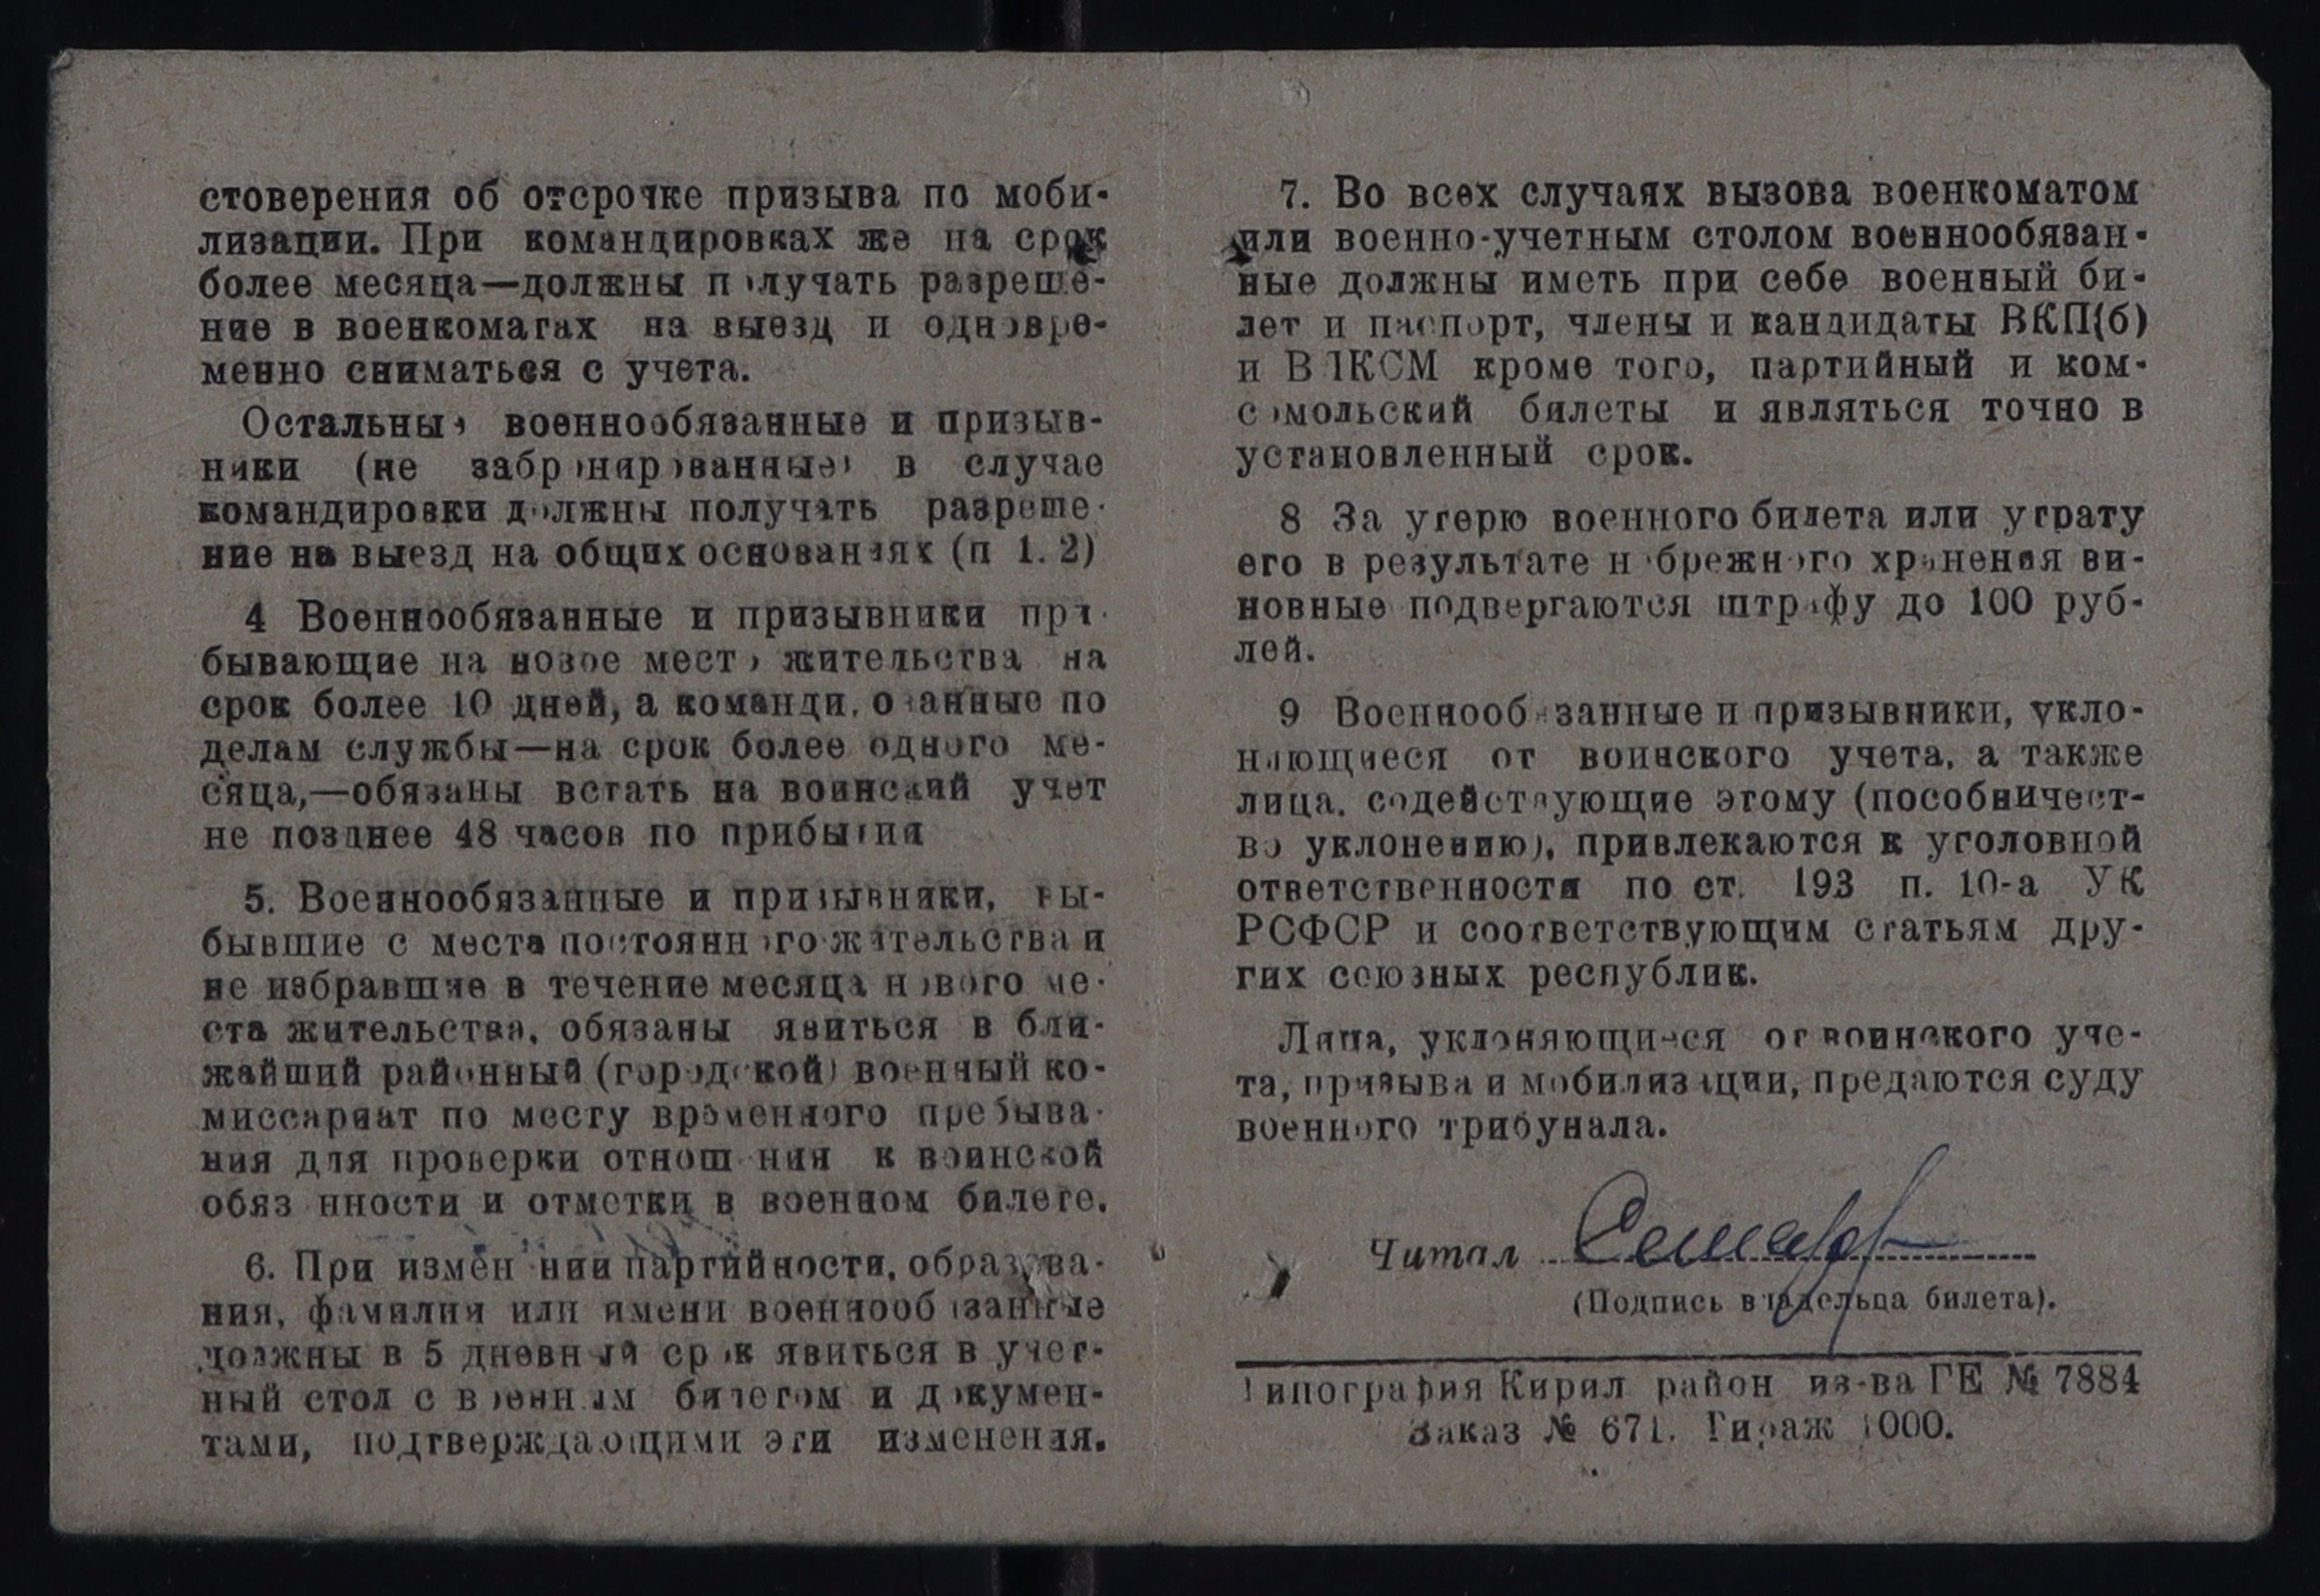 стоверения об отсрочке призыва по моби-
лизации. При командировках же на срок
более месяца—должны получать разреше-
ние в военкоматах на выезд и одновре-
менно сниматься с учета.
Остальные военнообязанные и призыв-
ники (не забронированные) в случае
командировки должны получать разреше-
ние на выезд на общих основаниях (п 1. 2)
4 Военнообязанные и призывники при-
бывающие на новое место жительства на
срок более 10 дней, а командированные по
делам службы—на срок более одного ме-
сяца,—обязаны встать на воинский учет
не позднее 48 часов по прибытия
5. Военнообязанные и призывники, вы-
бывшие с места постоянного жительства и
не избравшие в течение месяца нового ме-
ста жительства, обязаны явиться в бли-
жайший районный (городской) военный ко-
миссариат по месту временного пребыва-
ния для проверки отношения к воинской
обязанности и отметки в военном билете.
6. При изменении партийности, образова-
ния, фамилии или имени военнообязанные
должны в 5 дневный срок явиться в учет-
ный стол с военным билетом и докумен-
тами, подтверждающими эти изменения.
7. Во всех случаях вызова военкоматом
или военно-учетным столом военнообязан-
ные должны иметь при себе военный би-
лет и паспорт, члены и кандидаты ВКП(б)
и ВЛКСМ кроме того, партийный и ком-
сомольский билеты и являться точно в
установленный срок.
8 За утерю военного билета или утрату
его в результате небрежного хранения ви-
новные подвергаются штрафу до 100 руб-
лей.
9 Военнообязанные и призывники, укло-
няющиеся от воинского учета, а также
лица, содействующие этому (пособничест-
во уклонению), привлекаются к уголовной
ответственности по ст. 193 п. 10-а УК
РСФСР и соответствующим статьям дру-
гих союзных республик.
Лица, уклоняющиеся от воинского уче-
та, призыва и мобилизации, предаются суду
военного трибунала.
Читал
(Подпись владельца билета).
Типография Кирил район из-ва ГЕ № 7884
Заказ № 671. Тираж 1000.